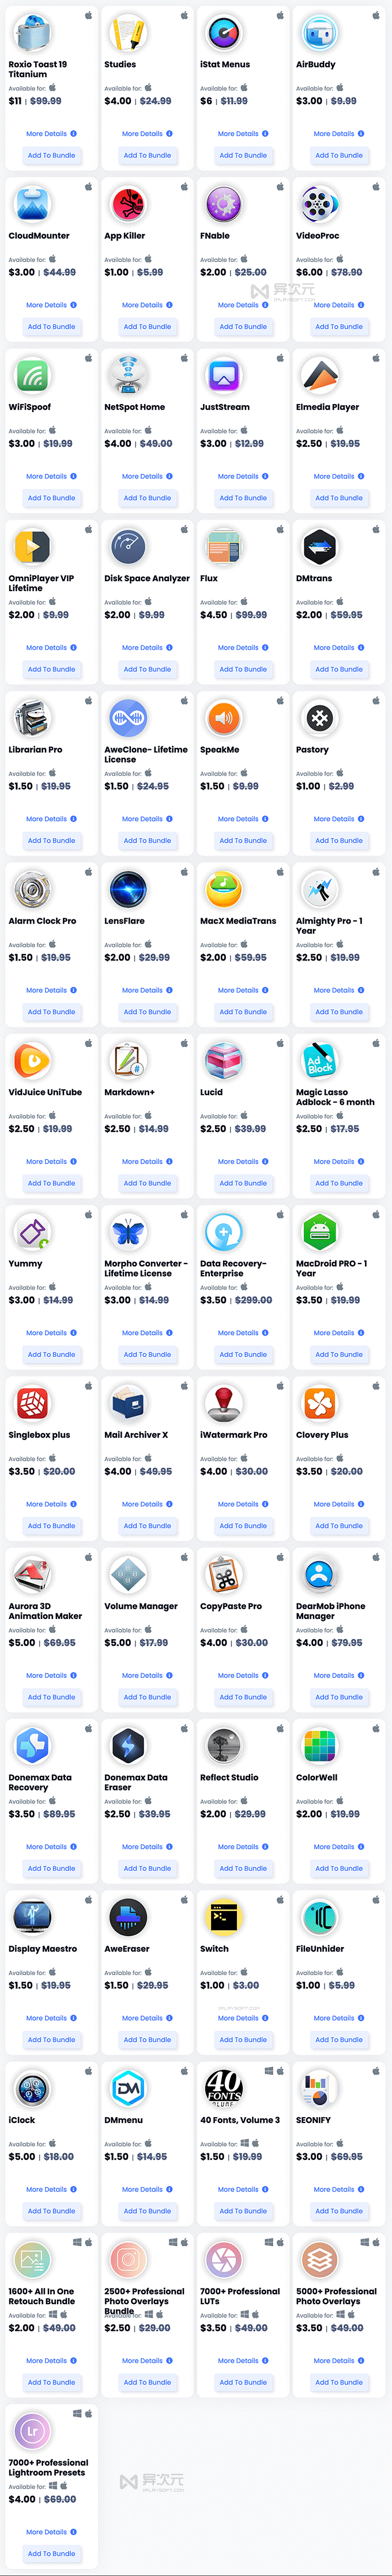 Roxio Toast 19
Titanium
Available for:
$11 | $99.99
More Details
Add To Bundle
Studies
Available for:
$4.00 | $24.99
More Details
Add To Bundle
iStat Menus
Available for:
$6 | $11.99
More Details
Add To Bundle
AirBuddy
Available for:
$3.00 | $9.99
More Details
Add To Bundle
CloudMounter
Available for:
$3.00 | $44.99
More Details
Add To Bundle
App Killer
Available for:
$1.00 | $5.99
More Details
Add To Bundle
FNable
Available for:
$2.00 | $25.00
More Details
Add To Bundle
VideoProc
Available for:
$6.00 | $78.90
More Details
Add To Bundle
异次元
IPLAYSOFT.COM
WiFiSpoof
Available for:
$3.00 | $19.99
More Details
Add To Bundle
NetSpot Home
Available for:
$4.00 | $49.00
More Details
Add To Bundle
JustStream
Available for:
$3.00 | $12.99
More Details
Add To Bundle
Elmedia Player
Available for:
$2.50 | $19.95
More Details
Add To Bundle
OmniPlayer VIP
Lifetime
Available for:
$2.00 | $9.99
More Details
Add To Bundle
Disk Space Analyzer
Available for:
$2.00 | $9.99
More Details
Add To Bundle
Flux
Available for:
$4.50 | $99.99
More Details
Add To Bundle
DMtrans
Available for:
$2.00 | $59.95
More Details
Add To Bundle
Librarian Pro
Available for:
$1.50 | $19.95
More Details
Add To Bundle
AweClone- Lifetime
License
Available for:
$1.50 | $24.95
More Details
Add To Bundle
SpeakMe
Available for:
$1.50 | $9.99
More Details
Add To Bundle
Pastory
Available for:
$1.00 | $2.99
More Details
Add To Bundle
Alarm Clock Pro
Available for:
$1.50 | $19.95
More Details
Add To Bundle
LensFlare
Available for:
$2.00 | $29.99
More Details
Add To Bundle
MacX MediaTrans
Available for:
$2.00 | $59.95
More Details
Add To Bundle
Almighty Pro - 1
Year
Available for:
$2.50 | $19.99
More Details
Add To Bundle
VidJuice UniTube
Available for:
$2.50 | $19.99
More Details
Add To Bundle
#
Markdown+
Available for:
$2.50 | $14.99
More Details
Add To Bundle
Lucid
Available for:
$2.50 | $39.99
More Details
Add To Bundle
Ad
Block
Magic Lasso
Adblock - 6 month
Available for:
$2.50 | $17.95
More Details
Add To Bundle
Yummy
Available for:
$3.00 | $14.99
More Details
Add To Bundle
Morpho Converter -
Lifetime License
Available for:
$3.00 | $14.99
More Details
Add To Bundle
Data Recovery-
Enterprise
Available for:
$3.50 | $299.00
More Details
Add To Bundle
MacDroid PRO - 1
Year
Available for:
$3.50 | $19.99
More Details
Add To Bundle
Singlebox plus
Available for:
$3.50 | $20.00
More Details
Add To Bundle
Mail Archiver X
Available for:
$4.00 | $49.95
More Details
Add To Bundle
iWatermark Pro
Available for:
$4.00 | $30.00
More Details
Add To Bundle
Clovery Plus
Available for:
$3.50 | $20.00
More Details
Add To Bundle
Aurora 3D
Animation Maker
Available for:
$5.00 | $69.95
More Details
Add To Bundle
Volume Manager
Available for:
$5.00 | $17.99
More Details
Add To Bundle
CopyPaste Pro
Available for:
$4.00 | $30.00
More Details
Add To Bundle
DearMob iPhone
Manager
Available for:
$4.00 | $79.95
More Details
Add To Bundle
Donemax Data
Recovery
Available for:
$3.50 | $89.95
More Details
Add To Bundle
Donemax Data
Eraser
Available for:
$2.50 | $39.95
More Details
Add To Bundle
Reflect Studio
Available for:
$2.00 | $29.99
More Details
Add To Bundle
ColorWell
Available for:
$2.00 | $19.99
More Details
Add To Bundle
Display Maestro
Available for:
$1.50 | $19.95
More Details
Add To Bundle
AweEraser
Available for:
$1.50 | $29.95
More Details
Add To Bundle
Switch
Available for:
$1.00 | $3.00
IPLAYSOFT.COM
More Details
Add To Bundle
FileUnhider
Available for:
$1.00 | $5.99
More Details
Add To Bundle
iClock
Available for:
$5.00 | $18.00
More Details
Add To Bundle
DM
DMmenu
Available for:
$1.50 | $14.95
More Details
Add To Bundle
40
FONTS
40 Fonts, Volume 3
Available for:
$1.50 | $19.99
More Details
Add To Bundle
SEONIFY
Available for:
$3.00 | $69.95
More Details
Add To Bundle
1600+ All In One
Retouch Bundle
Available for:
$2.00 | $49.00
More Details
Add To Bundle
2500+ Professional
Photo Overlays
Bundle
Available for:
$2.50 | $29.00
More Details
Add To Bundle
7000+ Professional
LUTs
Available for:
$3.50 | $49.00
More Details
Add To Bundle
5000+ Professional
Photo Overlays
Available for:
$3.50 | $49.00
More Details
Add To Bundle
Lr
7000+ Professional
Lightroom Presets
Available for:
$4.00 | $69.00
More Details
Add To Bundle
异次元
IPLAYSOFT.COM